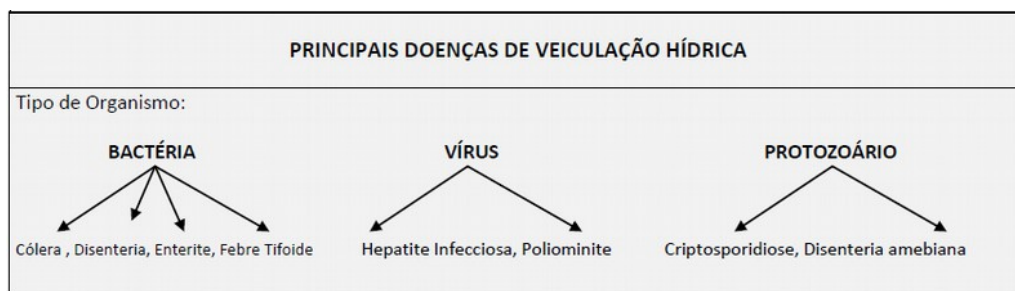 PRINCIPAIS DOENÇAS DE VEICULAÇÃO HÍDRICA
Tipo de Organismo:
BACTÉRIA VÍRUS PROTOZOÁRIO
Cólera , Disenteria, Enterite, Febre Tifoide Hepatite Infecciosa, Poliominite Criptosporidiose, Disenteria amebiana